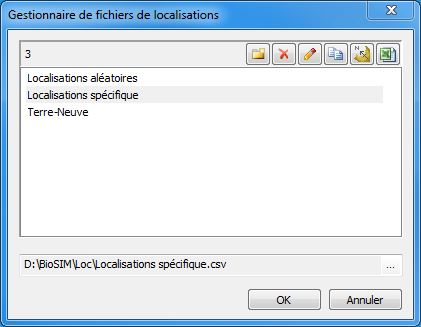 Gestionnaire de fichiers de localisations
3
Localisations aléatoires
Localisations spécifique
Terre-Neuve
D:\BioSIM\Loc\Localisations spécifique.csv ...
OK Annuler